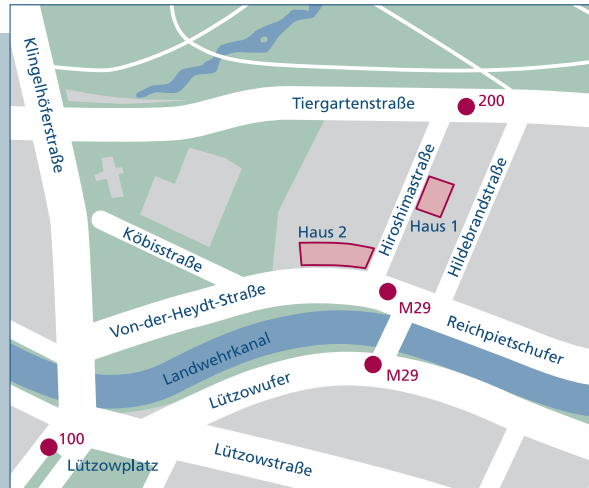 Klingelhöferstraße
Tiergartenstraße
200
Hiroshimastraße
Hildebrandstraße
Haus 1
Haus 2
Köbisstraße
Von-der-Heydt-Straße
M29
Reichpietschufer
Landwehrkanal
M29
Lützowufer
100
Lützowplatz
Lützowstraße